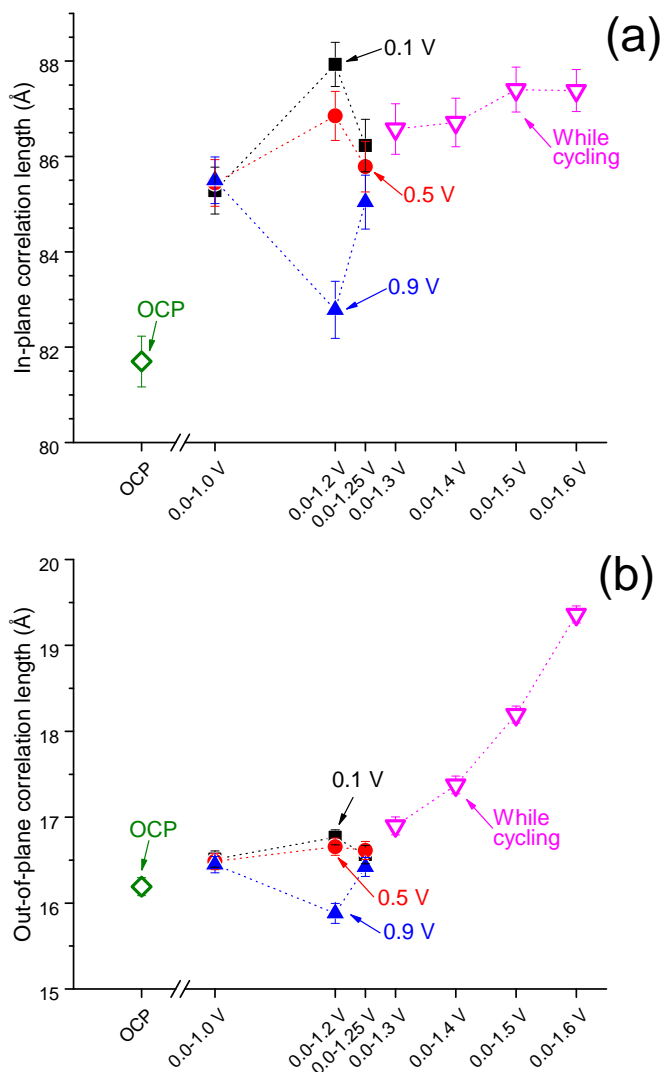 (a)
88
86
84
82
80
In-plane correlation length (Å)
0.1 V
0.5 V
0.9 V
While
cycling
OCP
OCP
0.0-1.0 V
0.0-1.2 V
0.0-1.25 V
0.0-1.3 V
0.0-1.4 V
0.0-1.5 V
0.0-1.6 V
(b)
20
19
18
17
16
15
Out-of-plane correlation length (Å)
0.1 V
OCP
While
cycling
0.5 V
0.9 V
OCP
0.0-1.0 V
0.0-1.2 V
0.0-1.25 V
0.0-1.3 V
0.0-1.4 V
0.0-1.5 V
0.0-1.6 V